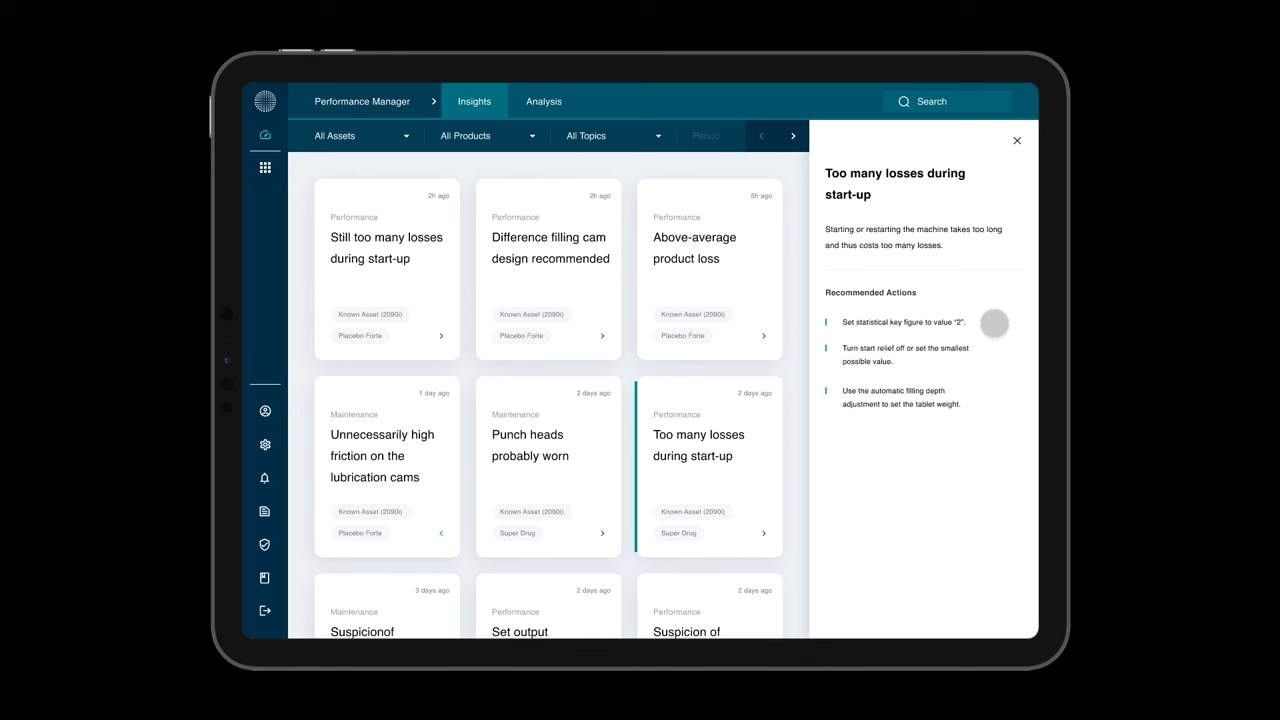 Performance Manager
Insights
Analysis
Search
All Assets
All Products
All Topics
Period
2h ago
Performance
Still too many losses
during start-up
Known Asset (2090i)
Placebo Forte
2h ago
Performance
Difference filling cam
design recommended
Known Asset (2090i)
Placebo Forte
5h ago
Performance
Above-average
product loss
Known Asset (2090i)
Placebo Forte
1 day ago
Maintenance
Unnecessarily high
friction on the
lubrication cams
Known Asset (2090i)
Placebo Forte
2 days ago
Maintenance
Punch heads
probably worn
Known Asset (2090i)
Super Drug
2 days ago
Performance
Too many losses
during start-up
Known Asset (2090i)
Super Drug
3 days ago
Maintenance
Suspicionof
2 days ago
Performance
Set output
2 days ago
Performance
Suspicion of
Too many losses during
start-up
Starting or restarting the machine takes too long
and thus costs too many losses.
Recommended Actions
Set statistical key figure to value "2".
Turn start relief off or set the smallest
possible value.
Use the automatic filling depth
adjustment to set the tablet weight.